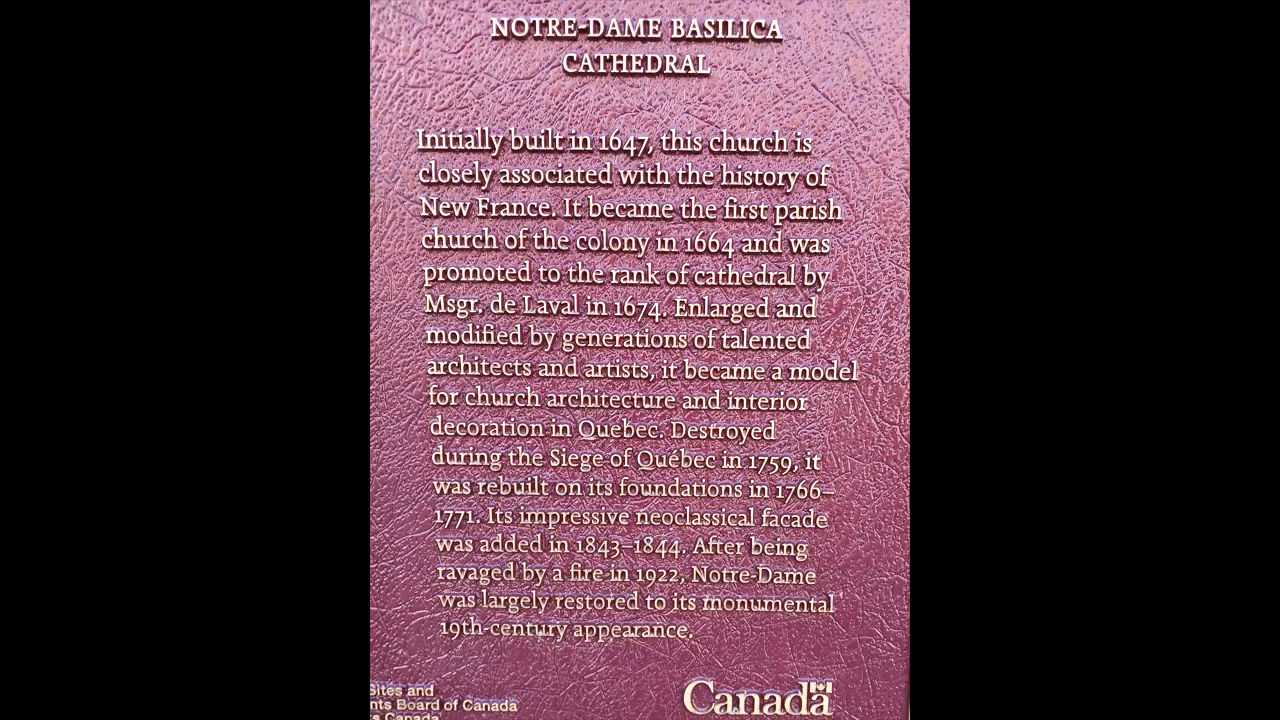 NOTRE-DAME BASILICA
CATHEDRAL
Initially built in 1647, this church is
closely associated with the history of
New France. It became the first parish
church of the colony in 1664 and was
promoted to the rank of cathedral by
Msgr. de Laval in 1674. Enlarged and
modified by generations of talented
architects and artists, it became a model
for church architecture and interior
decoration in Quebec. Destroyed
during the Siege of Québec in 1759, it
was rebuilt on its foundations in 1766–
1771. Its impressive neoclassical facade
was added in 1843–1844. After being
ravaged by a fire in 1922, Notre-Dame
was largely restored to its monumental
19th-century appearance.
Sites and
nts Board of Canada
s Canada
Canada